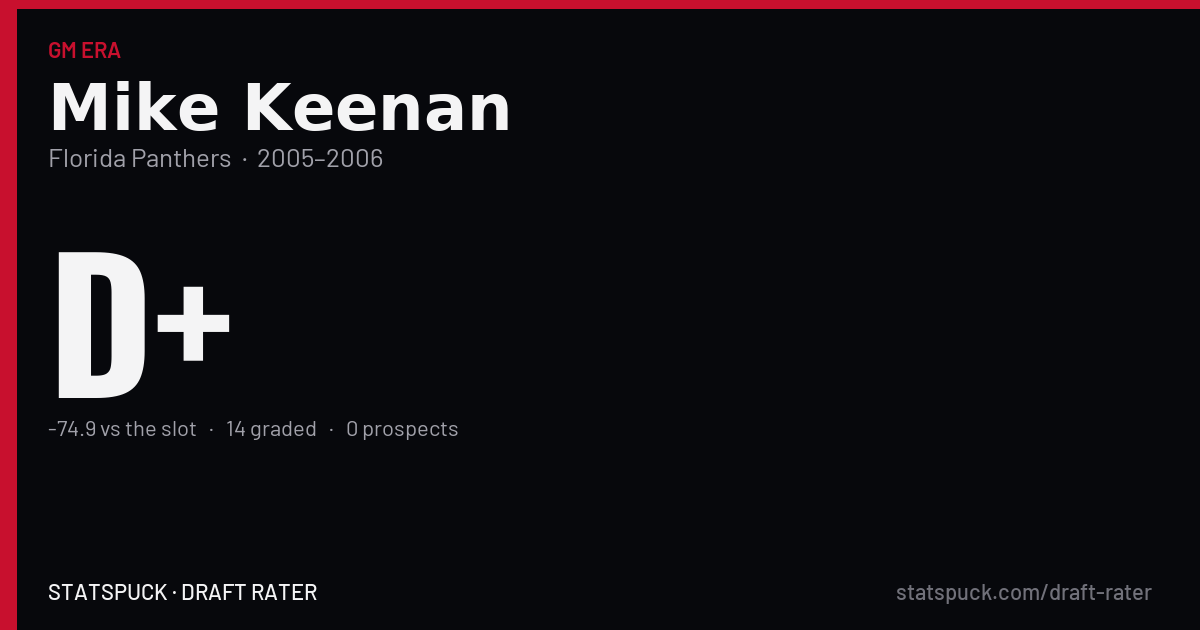 GM ERA
Mike Keenan
Florida Panthers · 2005–2006
D+
-74.9 vs the slot · 14 graded · 0 prospects
STATSPUCK · DRAFT RATER
statspuck.com/draft-rater